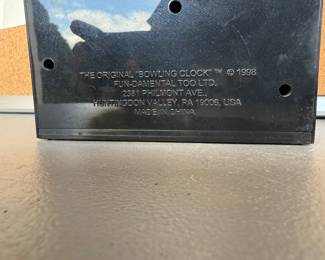 THE ORIGINAL "BOWLING CLOCK" ™ © 1998
FUN-DAMENTAL TOO LTD.
2381 PHILMONT AVE.,
HUNTINGDON VALLEY, PA 19006, USA
MADE IN CHINA